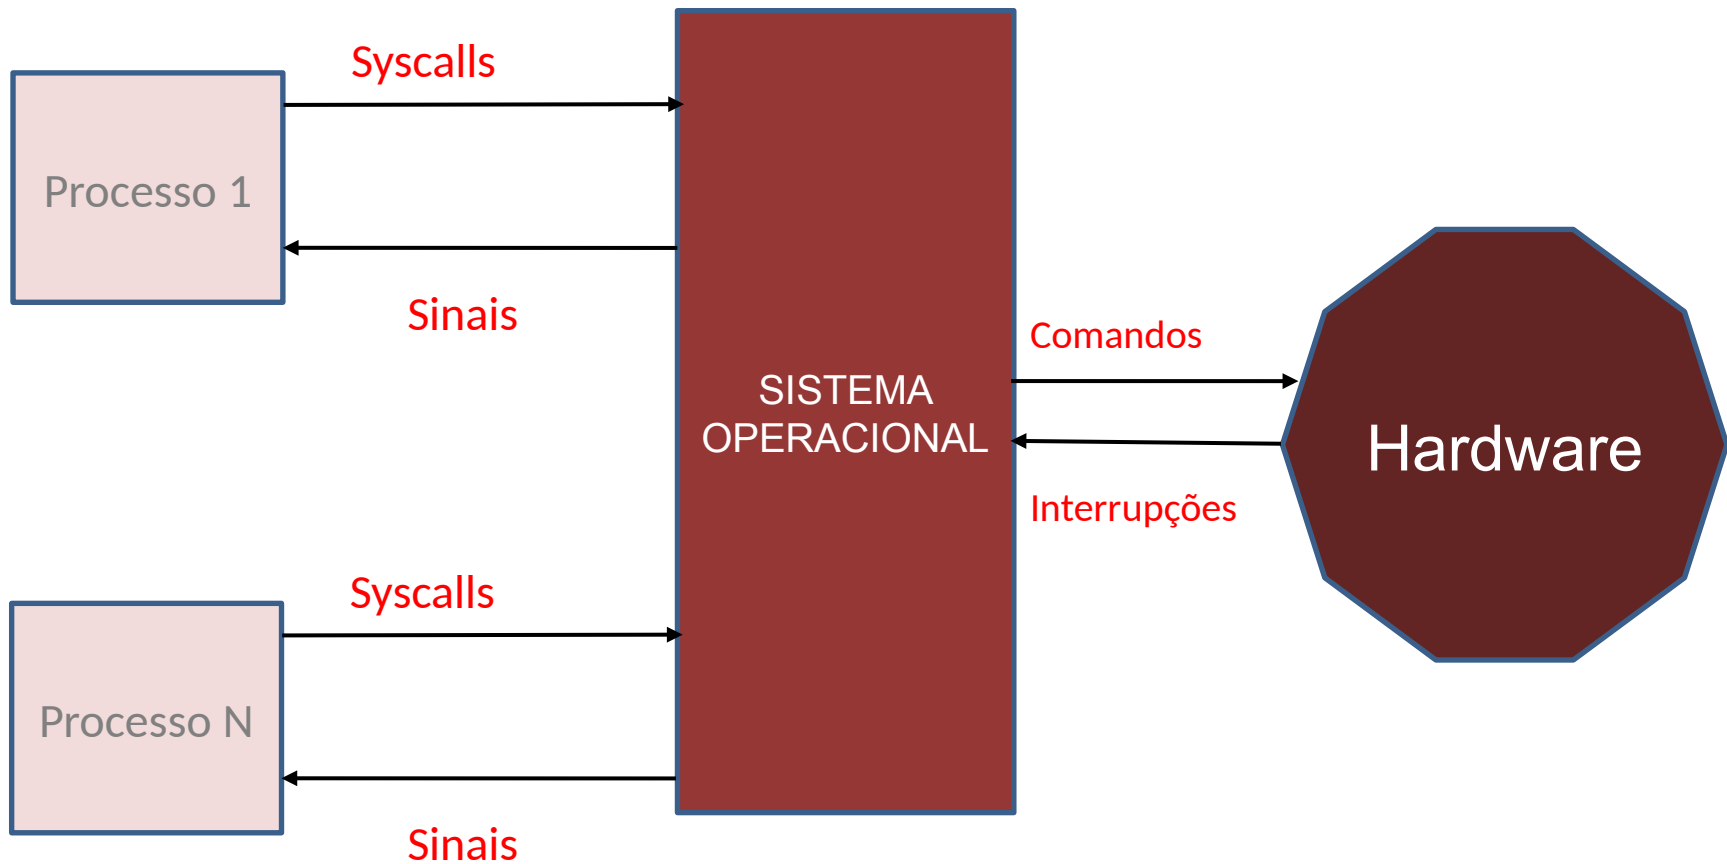 Syscalls
Processo 1
Sinais
SISTEMA
OPERACIONAL
Comandos
Hardware
Interrupções
Syscalls
Processo N
Sinais